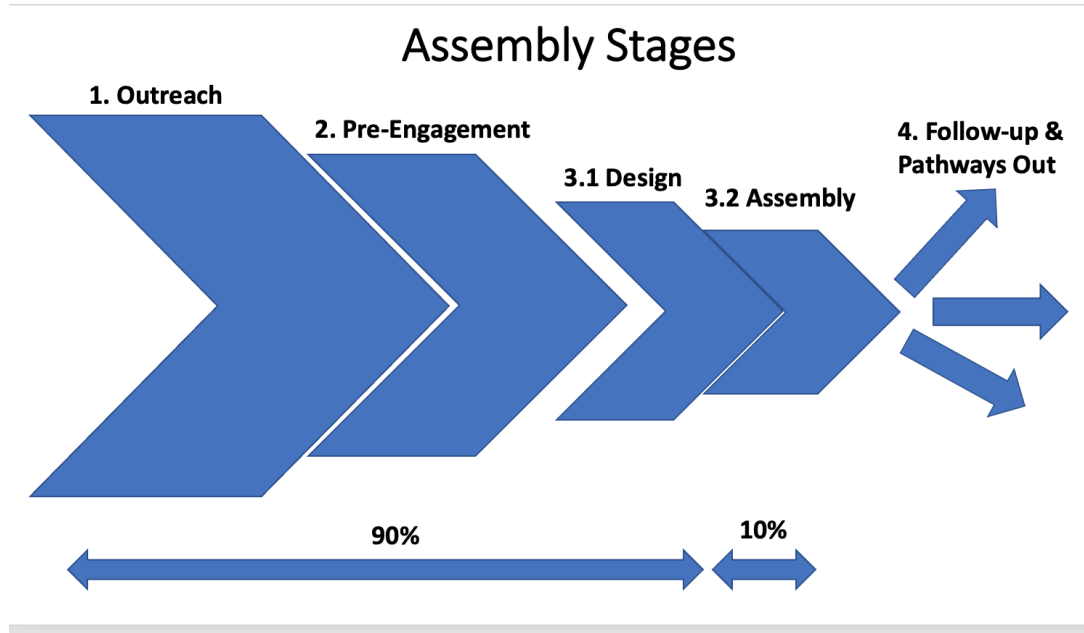 Assembly Stages
1. Outreach
2. Pre-Engagement
3.1 Design
3.2 Assembly
4. Follow-up &
Pathways Out
90%
10%